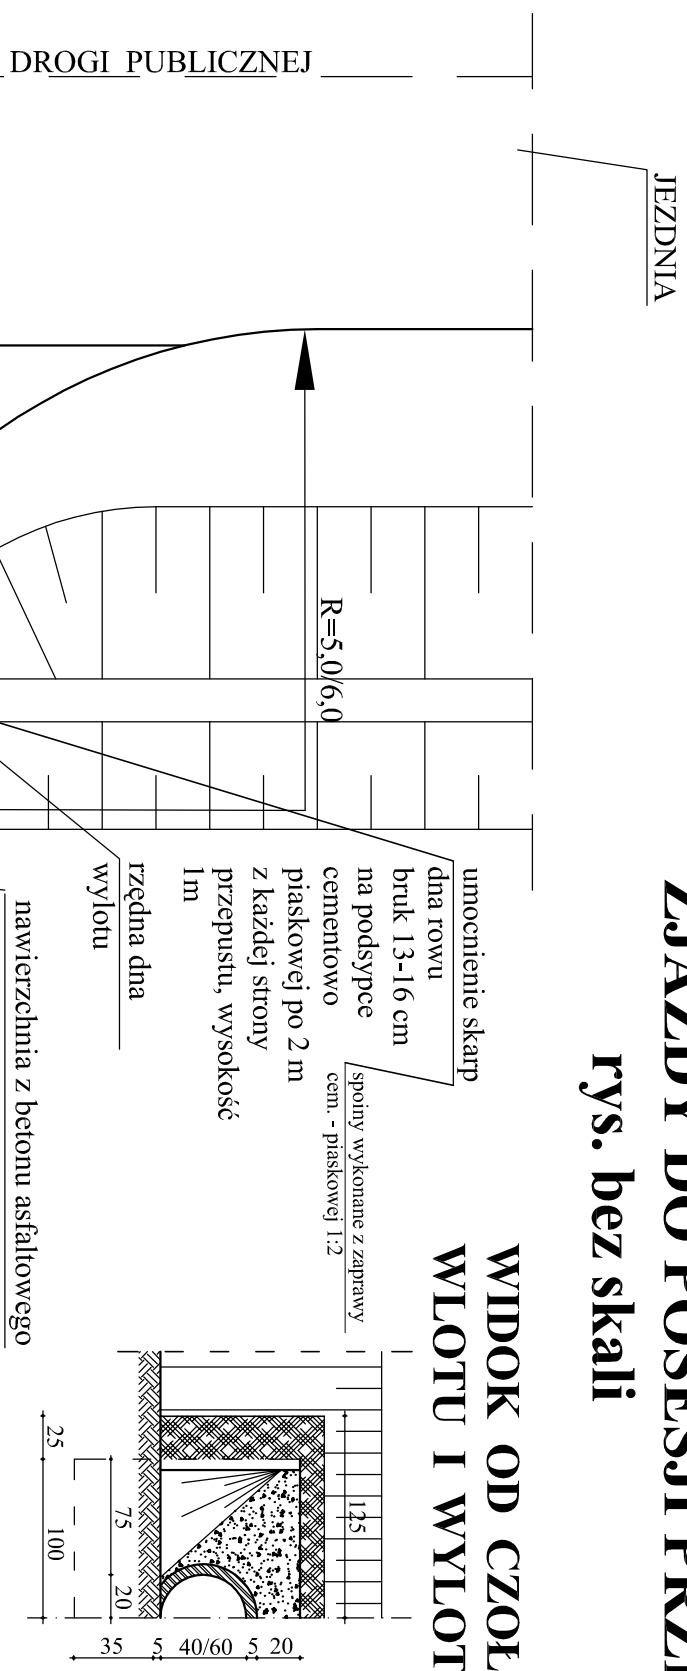 DROGI PUBLICZNEJ
JEZDNIA
ZJAZDY DO POSESJI
rys. bez skali
R=5,0/6,0
umocnienie skarp
dna rowu
bruk 13-16 cm
na podsypce
cementowo
piaskowej po 2 m
z każdej strony
przepustu, wysokość
1m
spoiny wykonane z zaprawy
cem. - piaskowej 1:2
rzędna dna
wylotu
nawierzchnia z betonu asfaltowego
WIDOK OD CZOŁ
WLOTU I WYLOT
125
75
20
25
100
35
5
40/60
5
20